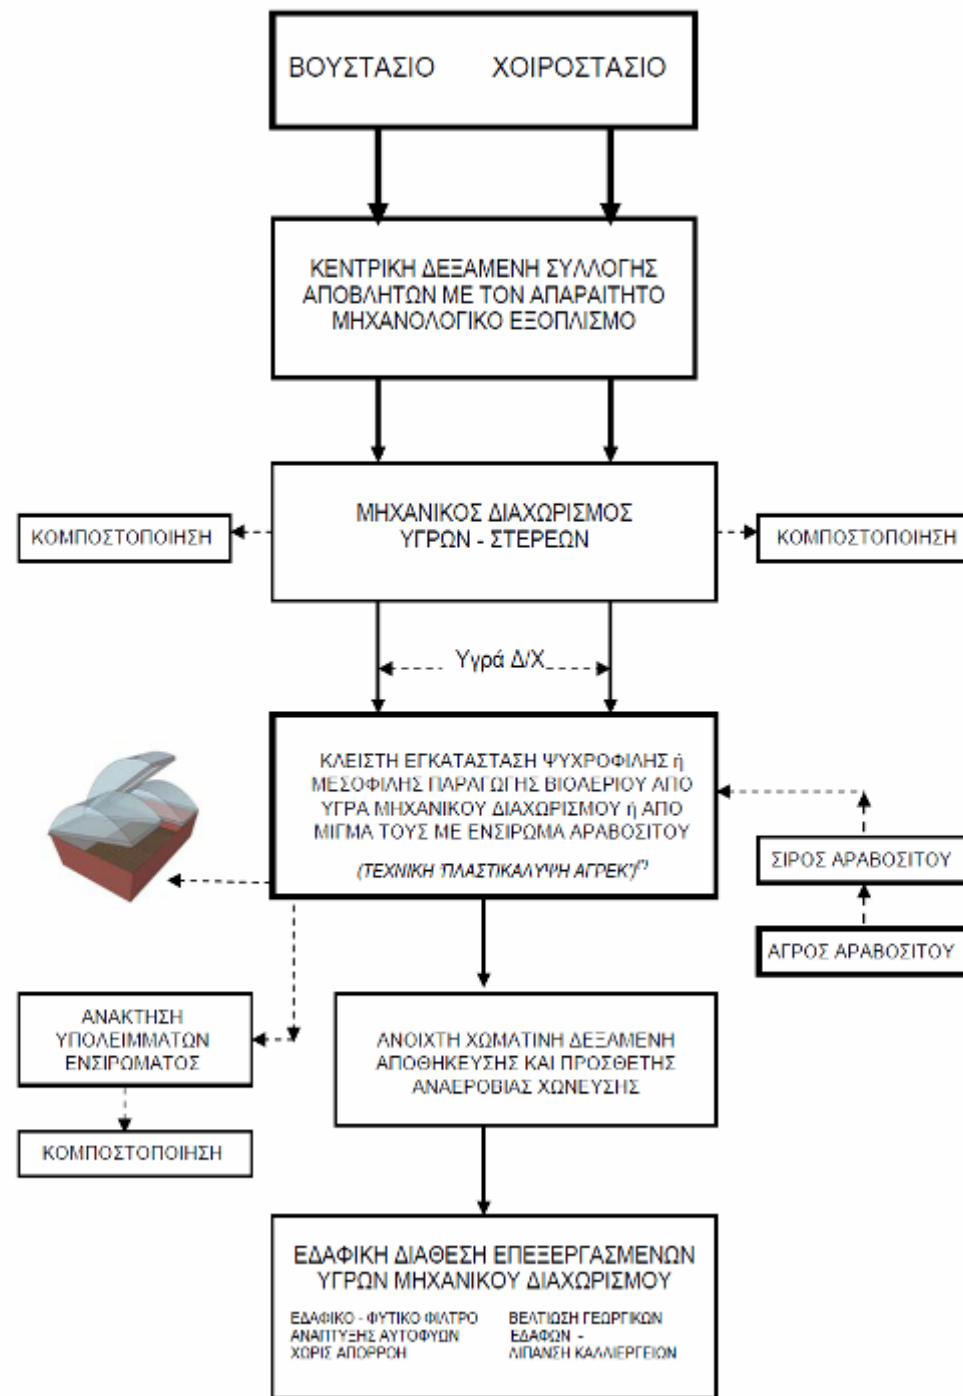 ΒΟΥΣΤΑΣΙΟ ΧΟΙΡΟΣΤΑΣΙΟ
ΚΕΝΤΡΙΚΗ ΔΕΞΑΜΕΝΗ ΣΥΛΛΟΓΗΣ
ΑΠΟΒΛΗΤΩΝ ΜΕ ΤΟΝ ΑΠΑΡΑΙΤΗΤΟ
ΜΗΧΑΝΟΛΟΓΙΚΟ ΕΞΟΠΛΙΣΜΟ
ΜΗΧΑΝΙΚΟΣ ΔΙΑΧΩΡΙΣΜΟΣ
ΥΓΡΩΝ - ΣΤΕΡΕΩΝ
ΚΟΜΠΟΣΤΟΠΟΙΗΣΗ
ΚΟΜΠΟΣΤΟΠΟΙΗΣΗ
Υγρά Δ/Χ
ΚΛΕΙΣΤΗ ΕΓΚΑΤΑΣΤΑΣΗ ΨΥΧΡΟΦΙΛΗΣ ή
ΜΕΣΟΦΙΛΗΣ ΠΑΡΑΓΩΓΗΣ ΒΙΟΑΕΡΙΟΥ ΑΠΟ
ΥΓΡΑ ΜΗΧΑΝΙΚΟΥ ΔΙΑΧΩΡΙΣΜΟΥ ή ΑΠΟ
ΜΙΓΜΑ ΤΟΥΣ ΜΕ ΕΝΣΙΡΩΜΑ ΑΡΑΒΟΣΙΤΟΥ
(ΤΕΧΝΙΚΗ 'ΠΛΑΣΤΙΚΑΛΥΨΗ ΑΓΡΕΚ')(*)
ΣΙΡΟΣ ΑΡΑΒΟΣΙΤΟΥ
ΑΓΡΟΣ ΑΡΑΒΟΣΙΤΟΥ
ΑΝΑΚΤΗΣΗ
ΥΠΟΛΕΙΜΜΑΤΩΝ
ΕΝΣΙΡΩΜΑΤΟΣ
ΚΟΜΠΟΣΤΟΠΟΙΗΣΗ
ΑΝΟΙΧΤΗ ΧΩΜΑΤΙΝΗ ΔΕΞΑΜΕΝΗ
ΑΠΟΘΗΚΕΥΣΗΣ ΚΑΙ ΠΡΟΣΘΕΤΗΣ
ΑΝΑΕΡΟΒΙΑΣ ΧΩΝΕΥΣΗΣ
ΕΔΑΦΙΚΗ ΔΙΑΘΕΣΗ ΕΠΕΞΕΡΓΑΣΜΕΝΩΝ
ΥΓΡΩΝ ΜΗΧΑΝΙΚΟΥ ΔΙΑΧΩΡΙΣΜΟΥ
ΕΔΑΦΙΚΟ - ΦΥΤΙΚΟ ΦΙΛΤΡΟ
ΑΝΑΠΤΥΞΗΣ ΑΥΤΟΦΥΩΝ
ΧΩΡΙΣ ΑΠΟΡΡΟΗ
ΒΕΛΤΙΩΣΗ ΓΕΩΡΓΙΚΩΝ
ΕΔΑΦΩΝ -
ΛΙΠΑΝΣΗ ΚΑΛΛΙΕΡΓΕΙΩΝ